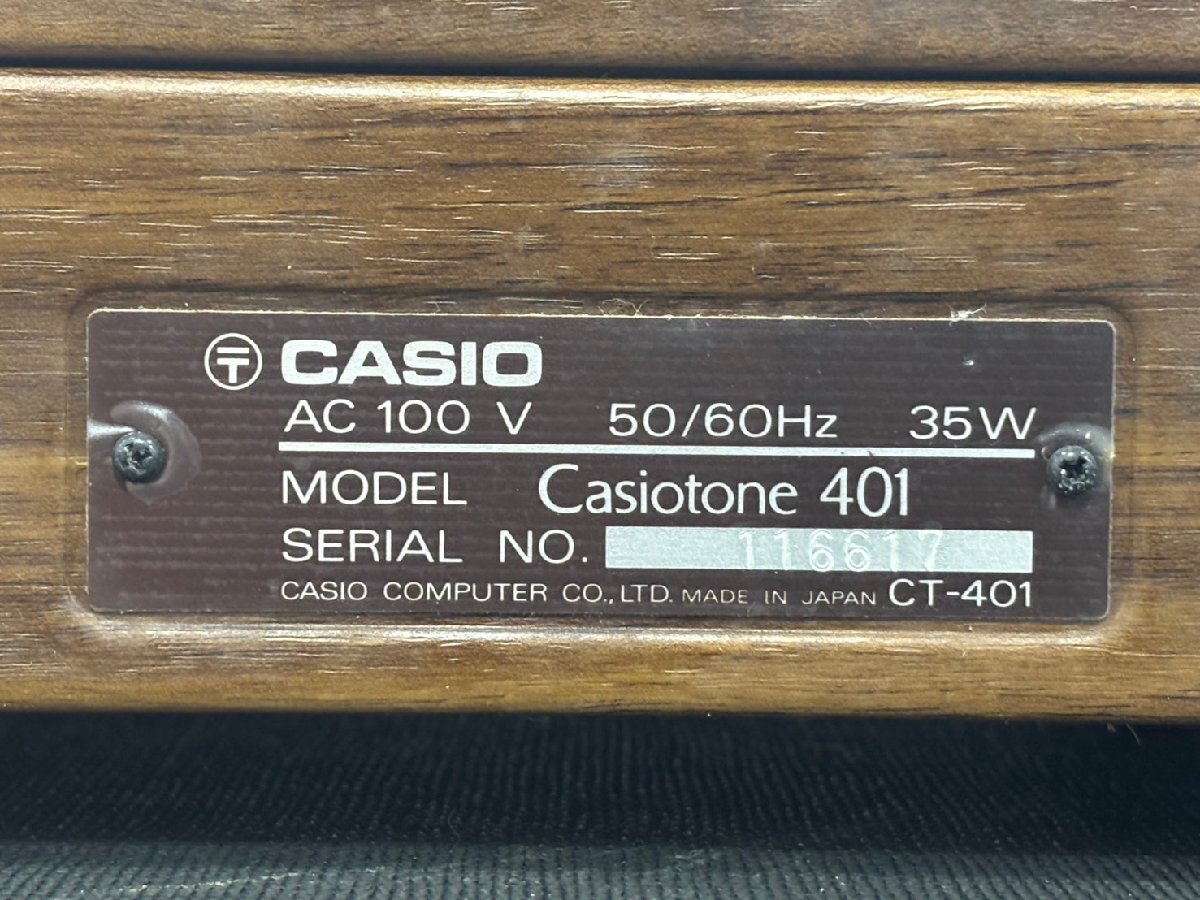 〒 CASIO
AC 100 V 50/60Hz 35W
MODEL Casiotone 401
SERIAL NO. 116617
CASIO COMPUTER CO., LTD. MADE IN JAPAN CT-401